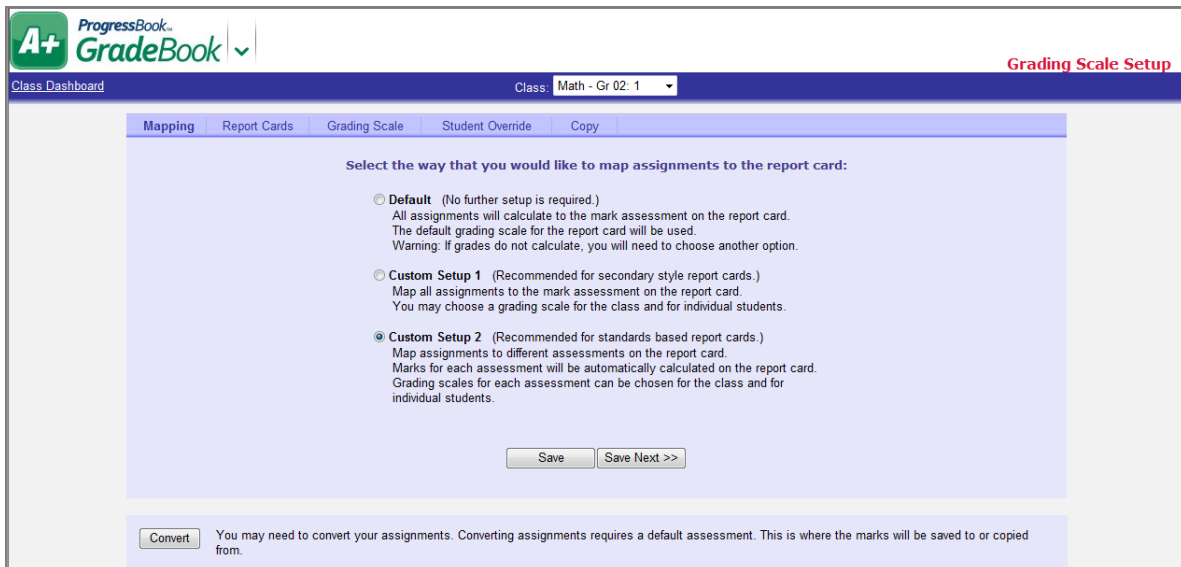 A+ ProgressBook™
GradeBook
Grading Scale Setup
Class Dashboard
Class: Math - Gr 02: 1
Mapping Report Cards Grading Scale Student Override Copy
Select the way that you would like to map assignments to the report card:
Default (No further setup is required.)
All assignments will calculate to the mark assessment on the report card.
The default grading scale for the report card will be used.
Warning: If grades do not calculate, you will need to choose another option.
Custom Setup 1 (Recommended for secondary style report cards.)
Map all assignments to the mark assessment on the report card.
You may choose a grading scale for the class and for individual students.
Custom Setup 2 (Recommended for standards based report cards.)
Map assignments to different assessments on the report card.
Marks for each assessment will be automatically calculated on the report card.
Grading scales for each assessment can be chosen for the class and for
individual students.
Save Save Next >>
Convert You may need to convert your assignments. Converting assignments requires a default assessment. This is where the marks will be saved to or copied
from.